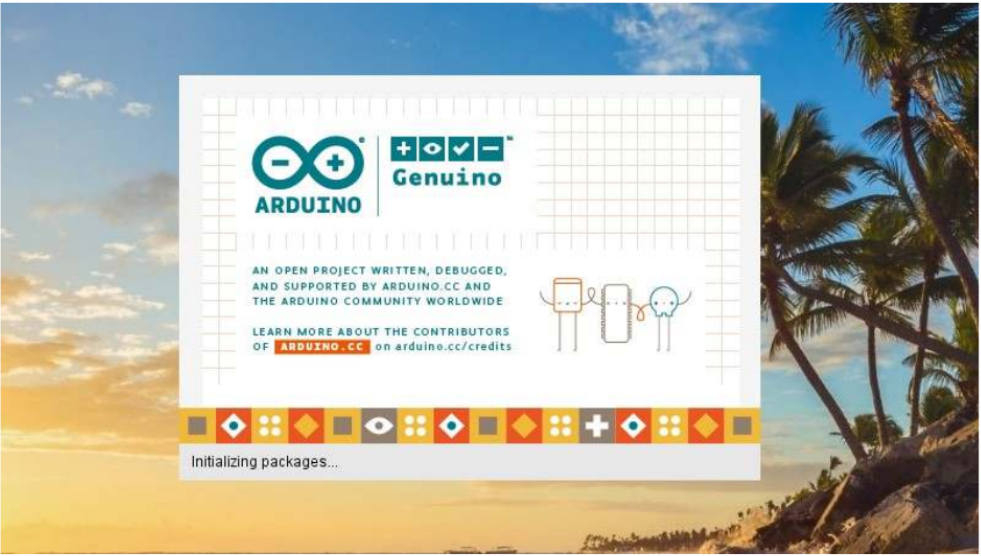 ARDUINO
Genuino™
AN OPEN PROJECT WRITTEN, DEBUGGED,
AND SUPPORTED BY ARDUINO.CC AND
THE ARDUINO COMMUNITY WORLDWIDE
LEARN MORE ABOUT THE CONTRIBUTORS
OF ARDUINO.CC on arduino.cc/credits
Initializing packages...